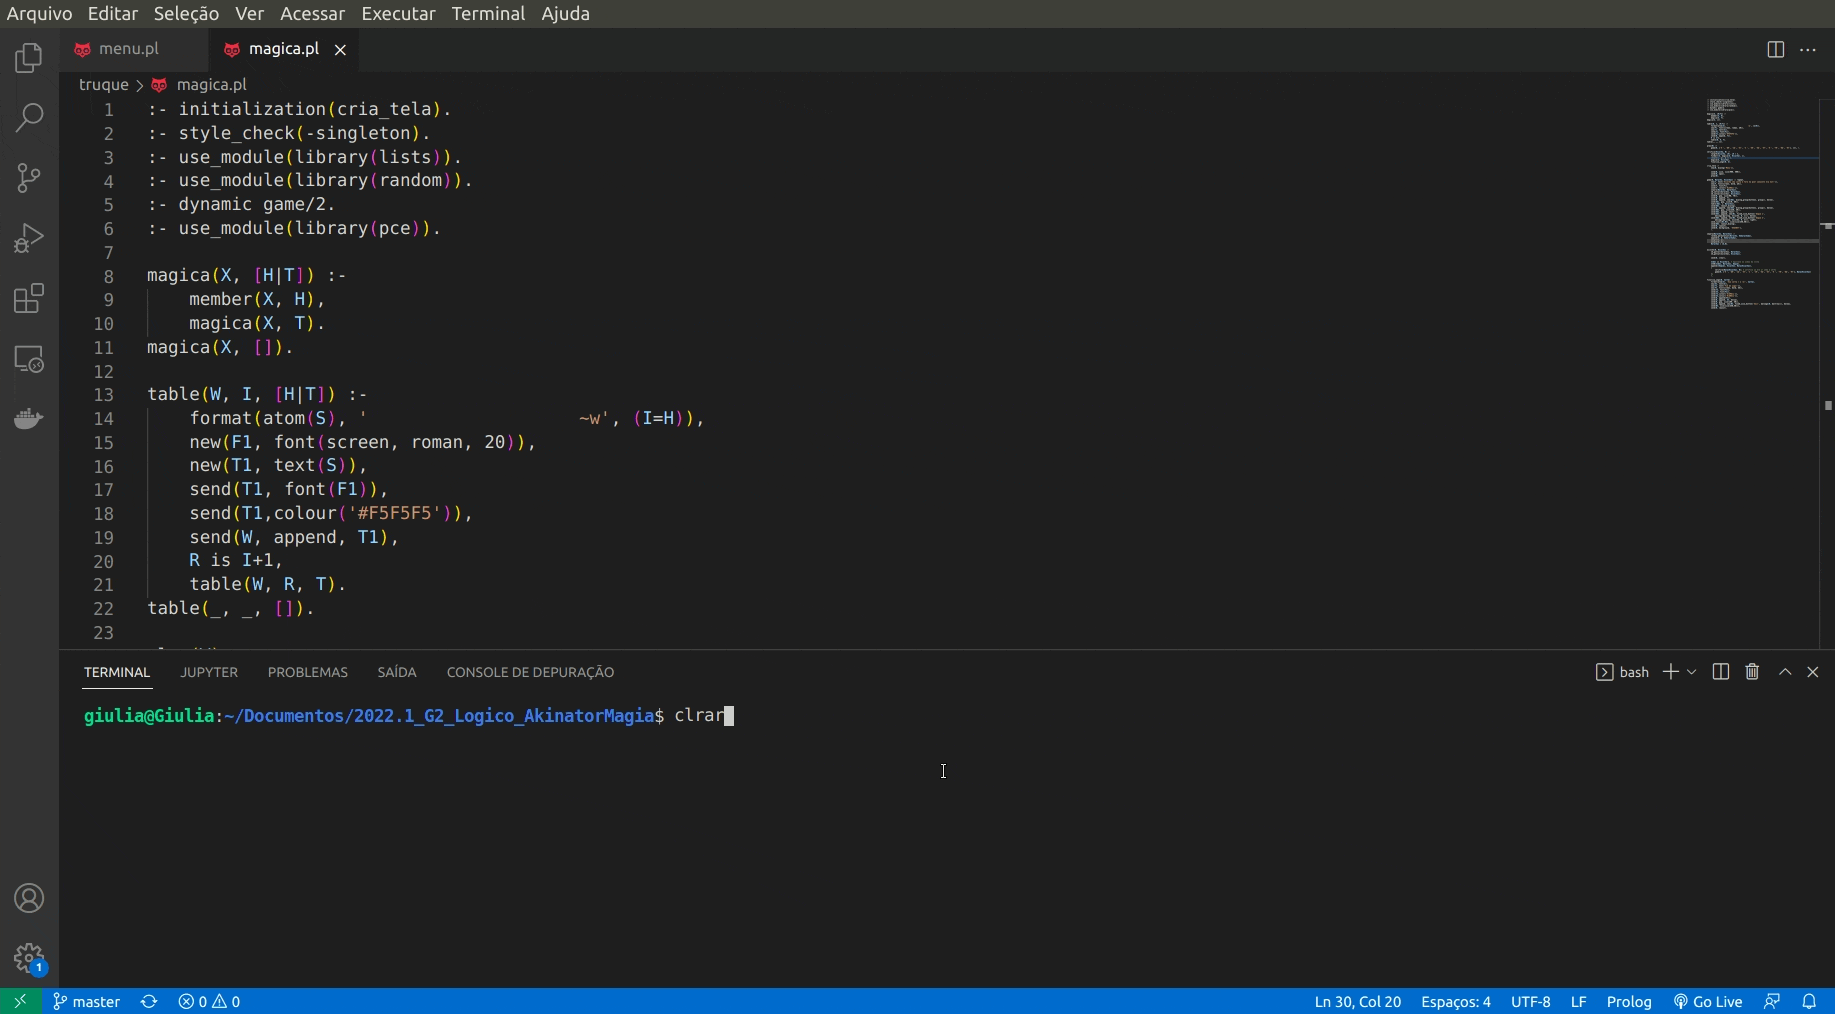 Arquivo Editar Seleção Ver Acessar Executar Terminal Ajuda
menu.pl magica.pl
truque > magica.pl
1 :- initialization(cria_tela).
2 :- style_check(-singleton).
3 :- use_module(library(lists)).
4 :- use_module(library(random)).
5 :- dynamic game/2.
6 :- use_module(library(pce)).
7
8 magica(X, [H|T]) :-
9 member(X, H),
10 magica(X, T).
11 magica(X, []).
12
13 table(W, I, [H|T]) :-
14 format(atom(S), ' ~w', (I=H)),
15 new(F1, font(screen, roman, 20)),
16 new(T1, text(S)),
17 send(T1, font(F1)),
18 send(T1,colour('#F5F5F5')),
19 send(W, append, T1),
20 R is I+1,
21 table(W, R, T).
22 table(_, _, []).
23
TERMINAL JUPYTER PROBLEMAS SAÍDA CONSOLE DE DEPURAÇÃO bash
giulia@Giulia:~/Documentos/2022.1_G2_Logico_AkinatorMagia$ clrar
1
master 0 0 Ln 30, Col 20 Espaços: 4 UTF-8 LF Prolog Go Live